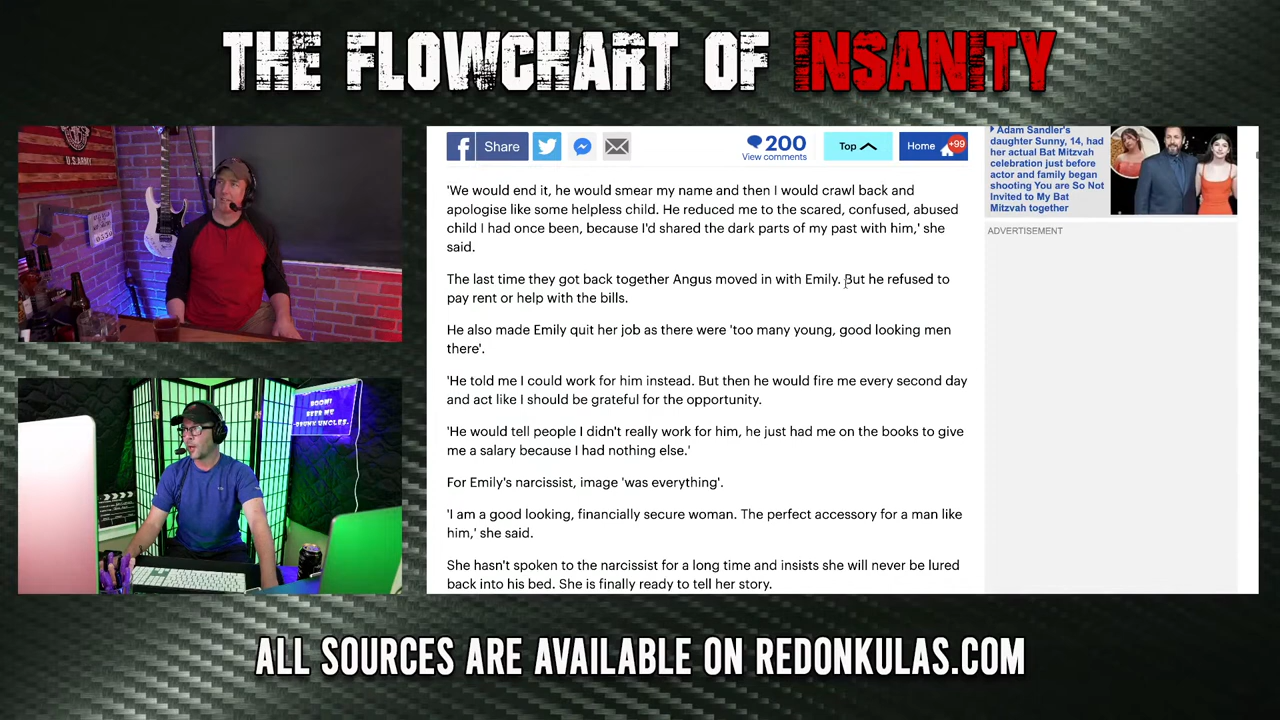 THE FLOWCHART OF INSANITY
U.S.ARMY
BOOM!
BEER ME
DRUNK UNCLES.
Share
200
View comments
Top
Home
+99
'We would end it, he would smear my name and then I would crawl back and
apologise like some helpless child. He reduced me to the scared, confused, abused
child I had once been, because I'd shared the dark parts of my past with him,' she
said.
The last time they got back together Angus moved in with Emily. But he refused to
pay rent or help with the bills.
He also made Emily quit her job as there were 'too many young, good looking men
there'.
'He told me I could work for him instead. But then he would fire me every second day
and act like I should be grateful for the opportunity.
'He would tell people I didn't really work for him, he just had me on the books to give
me a salary because I had nothing else.'
For Emily's narcissist, image 'was everything'.
'I am a good looking, financially secure woman. The perfect accessory for a man like
him,' she said.
She hasn't spoken to the narcissist for a long time and insists she will never be lured
back into his bed. She is finally ready to tell her story.
Adam Sandler's
daughter Sunny, 14, had
her actual Bat Mitzvah
celebration just before
actor and family began
shooting You are So Not
Invited to My Bat
Mitzvah together
ADVERTISEMENT
ALL SOURCES ARE AVAILABLE ON REDONKULAS.COM